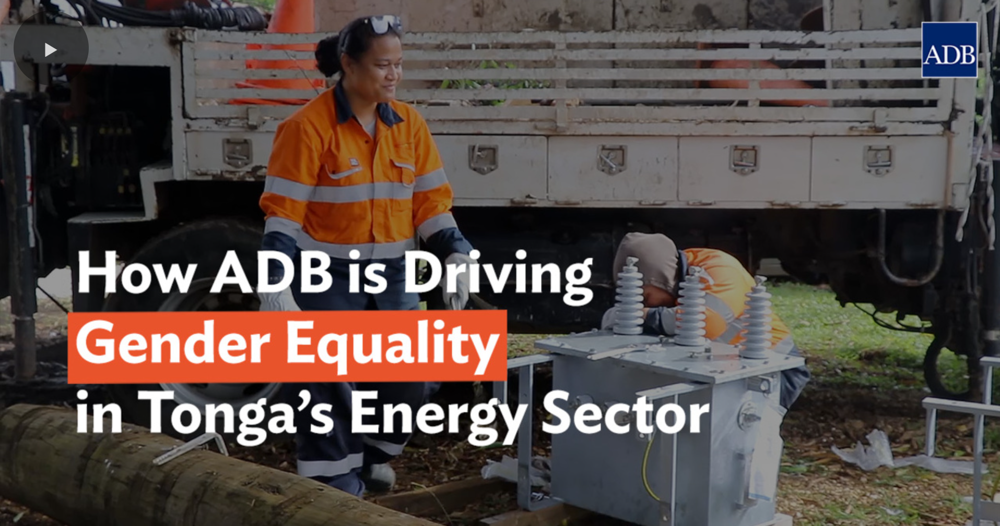 ADB
How ADB is Driving
Gender Equality
in Tonga’s Energy Sector